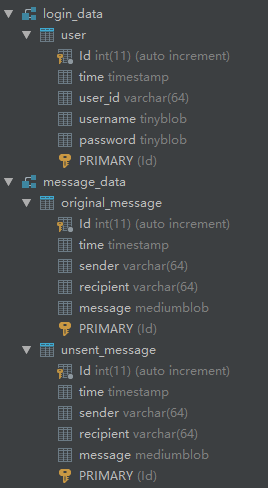 login_data
user
Id int(11) (auto increment)
time timestamp
user_id varchar(64)
username tinyblob
password tinyblob
PRIMARY (Id)
message_data
original_message
Id int(11) (auto increment)
time timestamp
sender varchar(64)
recipient varchar(64)
message mediumblob
PRIMARY (Id)
unsent_message
Id int(11) (auto increment)
time timestamp
sender varchar(64)
recipient varchar(64)
message mediumblob
PRIMARY (Id)